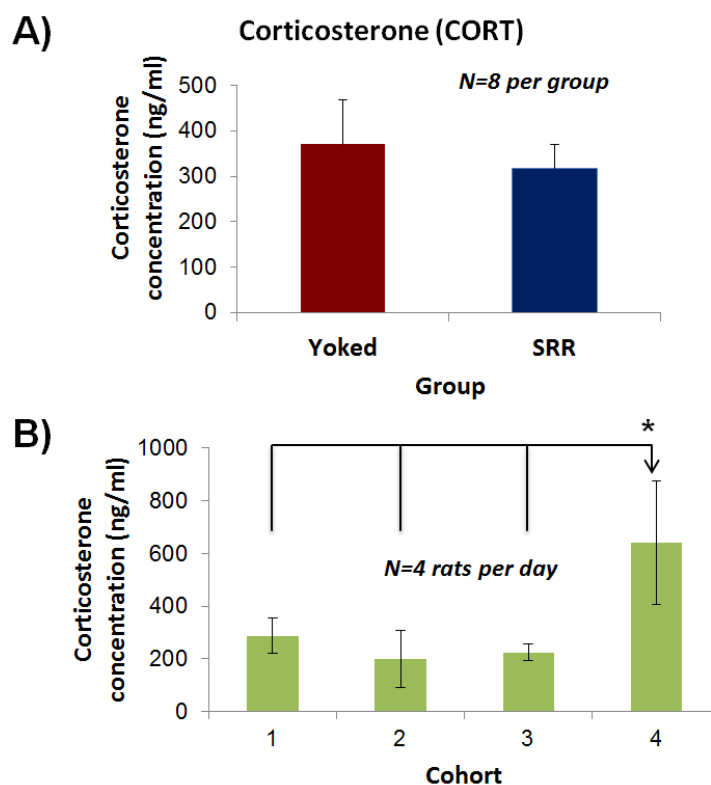 A)
Corticosterone (CORT)
N=8 per group
Corticosterone
concentration (ng/ml)
500
400
300
200
100
0
Yoked
SRR
Group
B)
*
N=4 rats per day
Corticosterone
concentration (ng/ml)
1000
800
600
400
200
0
1
2
3
4
Cohort